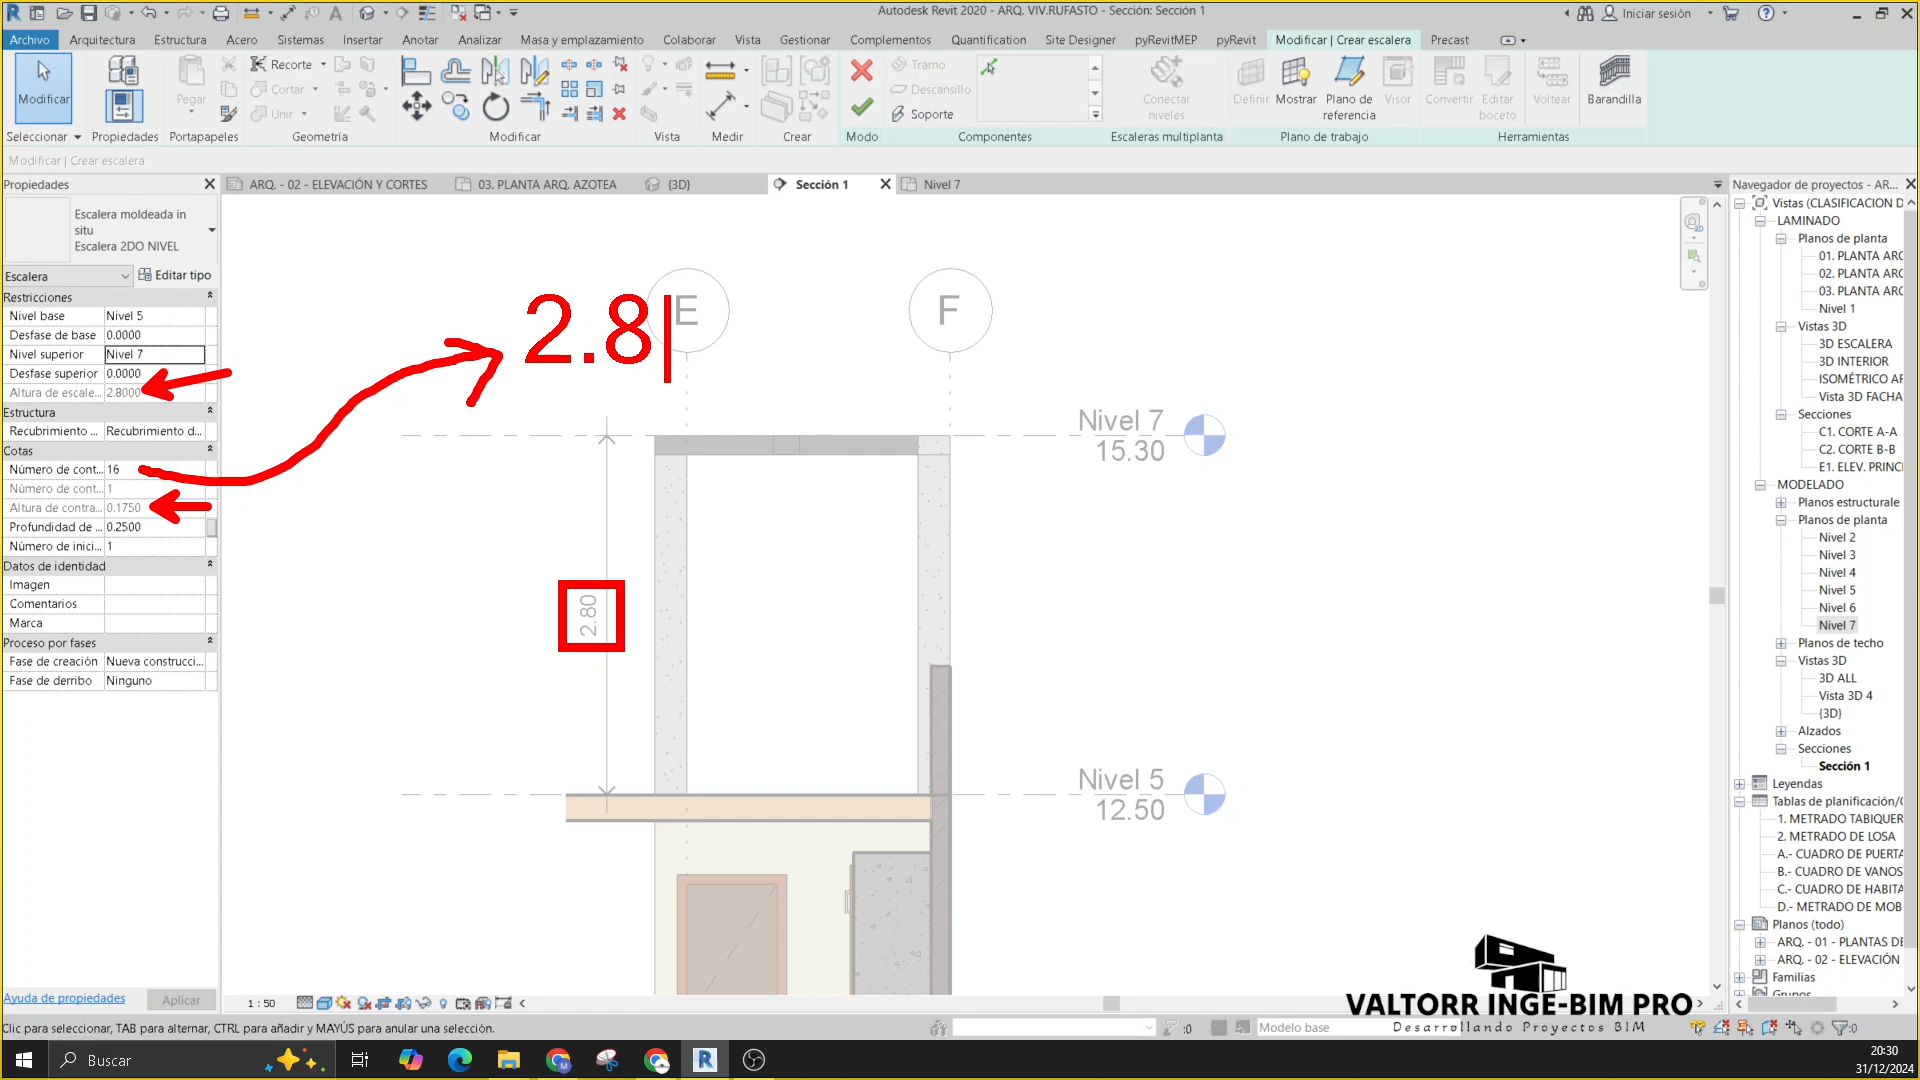 Autodesk Revit 2020 - ARQ. VIV.RUFASTO - Sección: Sección 1
Iniciar sesión
Archivo Arquitectura Estructura Acero Sistemas Insertar Anotar Analizar Masa y emplazamiento Colaborar Vista Gestionar Complementos Quantification Site Designer pyRevitMEP pyRevit Modificar | Crear escalera Precast
Modificar
Pegar
Recorte
Cortar
Unir
Tramo
Descansillo
Soporte
Conectar niveles
Definir Mostrar Plano de referencia Visor
Convertir Editar boceto
Voltear
Barandilla
Seleccionar Propiedades Portapapeles Geometría Modificar Vista Medir Crear Modo Componentes Escaleras multiplanta Plano de trabajo Herramientas
Modificar | Crear escalera
Propiedades
ARQ. - 02 - ELEVACIÓN Y CORTES
03. PLANTA ARQ. AZOTEA
{3D}
Sección 1
Nivel 7
Escalera moldeada in
situ
Escalera 2DO NIVEL
Escalera
Editar tipo
Restricciones
Nivel base Nivel 5
Desfase de base 0.0000
Nivel superior Nivel 7
Desfase superior 0.0000
Altura de escale... 2.8000
Estructura
Recubrimiento ... Recubrimiento d...
Cotas
Número de cont... 16
Número de cont... 1
Altura de contra... 0.1750
Profundidad de ... 0.2500
Número de inici... 1
Datos de identidad
Imagen
Comentarios
Marca
Proceso por fases
Fase de creación Nueva construcci...
Fase de derribo Ninguno
Ayuda de propiedades
Aplicar
2.8
E
F
Nivel 7
15.30
2.80
Nivel 5
12.50
Navegador de proyectos - AR...
Vistas (CLASIFICACION D
LAMINADO
Planos de planta
01. PLANTA ARC
02. PLANTA ARC
03. PLANTA ARC
Nivel 1
Vistas 3D
3D ESCALERA
3D INTERIOR
ISOMÉTRICO AR
Vista 3D FACHA
Secciones
C1. CORTE A-A
C2. CORTE B-B
E1. ELEV. PRINC
MODELADO
Planos estructurale
Planos de planta
Nivel 2
Nivel 3
Nivel 4
Nivel 5
Nivel 6
Nivel 7
Planos de techo
Vistas 3D
3D ALL
Vista 3D 4
{3D}
Alzados
Secciones
Sección 1
Leyendas
Tablas de planificación/C
1. METRADO TABIQUER
2. METRADO DE LOSA
A.- CUADRO DE PUERTA
B.- CUADRO DE VANOS
C.- CUADRO DE HABITA
D.- METRADO DE MOB
Planos (todo)
ARQ. - 01 - PLANTAS DE
ARQ. - 02 - ELEVACIÓN
Familias
Grupos
VALTORR INGE-BIM PRO
Desarrollando Proyectos BIM
1 : 50
Clic para seleccionar, TAB para alternar, CTRL para añadir y MAYÚS para anular una selección.
:0
Modelo base
:0
Buscar
20:30
31/12/2024